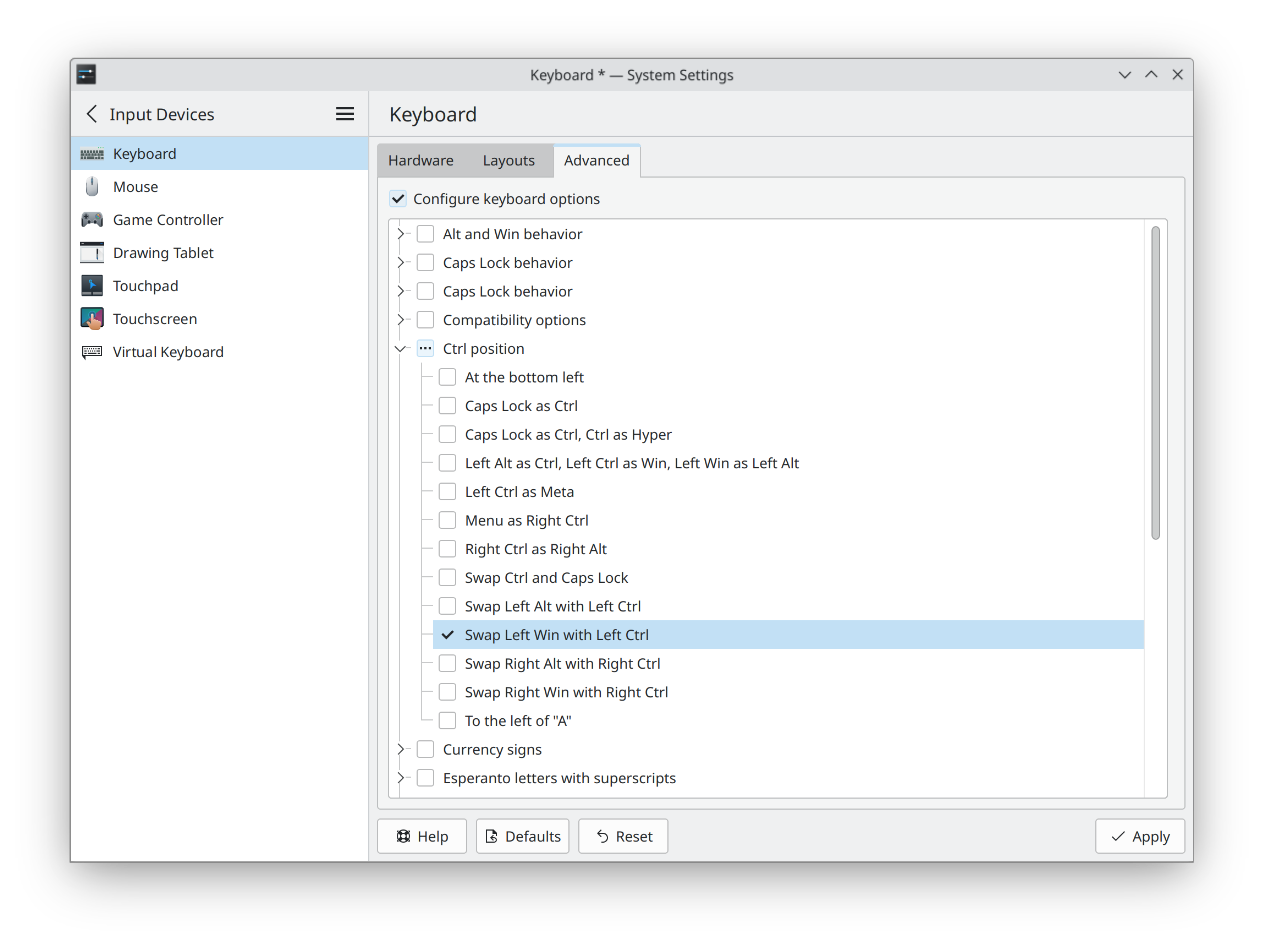 Keyboard * — System Settings
Input Devices
Keyboard
Mouse
Game Controller
Drawing Tablet
Touchpad
Touchscreen
Virtual Keyboard
Keyboard
Hardware Layouts Advanced
Configure keyboard options
Alt and Win behavior
Caps Lock behavior
Caps Lock behavior
Compatibility options
Ctrl position
At the bottom left
Caps Lock as Ctrl
Caps Lock as Ctrl, Ctrl as Hyper
Left Alt as Ctrl, Left Ctrl as Win, Left Win as Left Alt
Left Ctrl as Meta
Menu as Right Ctrl
Right Ctrl as Right Alt
Swap Ctrl and Caps Lock
Swap Left Alt with Left Ctrl
Swap Left Win with Left Ctrl
Swap Right Alt with Right Ctrl
Swap Right Win with Right Ctrl
To the left of "A"
Currency signs
Esperanto letters with superscripts
Help Defaults Reset Apply